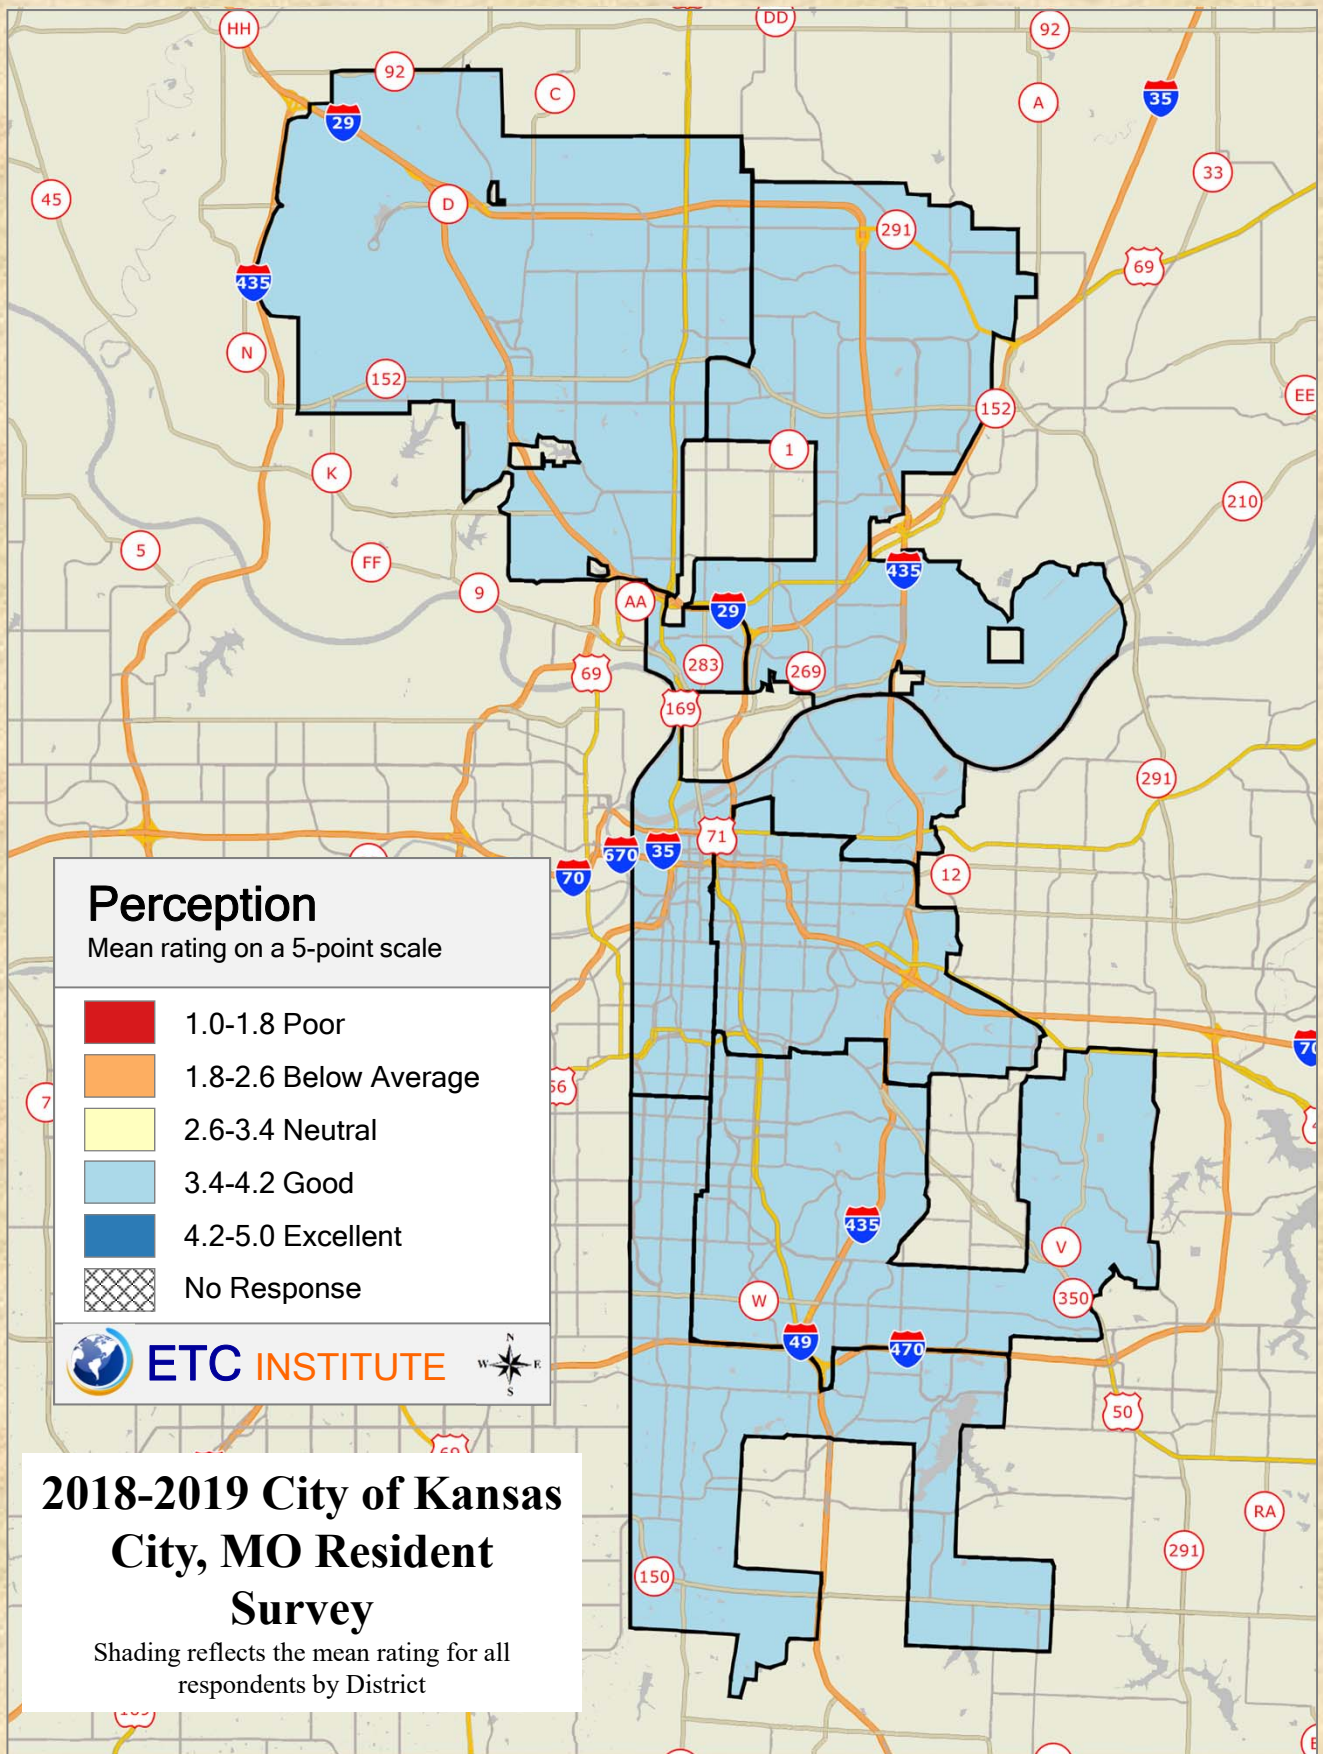 HH
DD
92
92
C
A
35
29
33
45
D
291
69
435
N
152
EE
152
1
K
210
5
FF
435
9
AA
29
283
269
69
169
291
71
670
35
70
12
Perception
Mean rating on a 5-point scale
1.0-1.8 Poor
1.8-2.6 Below Average
2.6-3.4 Neutral
3.4-4.2 Good
4.2-5.0 Excellent
No Response
ETC INSTITUTE
N
W E
S
70
56
7
435
V
W
350
49
470
50
69
2018-2019 City of Kansas
City, MO Resident
Survey
Shading reflects the mean rating for all
respondents by District
RA
291
150
169